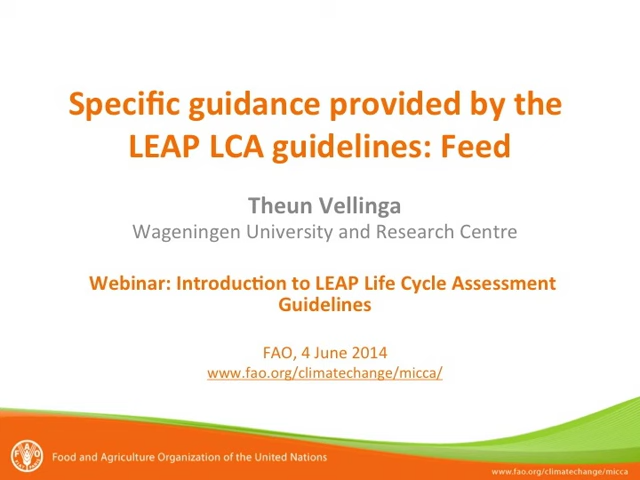 Specific guidance provided by the
LEAP LCA guidelines: Feed
Theun Vellinga
Wageningen University and Research Centre
Webinar: Introduction to LEAP Life Cycle Assessment
Guidelines
FAO, 4 June 2014
www.fao.org/climatechange/micca/
Food and Agriculture Organization of the United Nations
www.fao.org/climatechange/micca